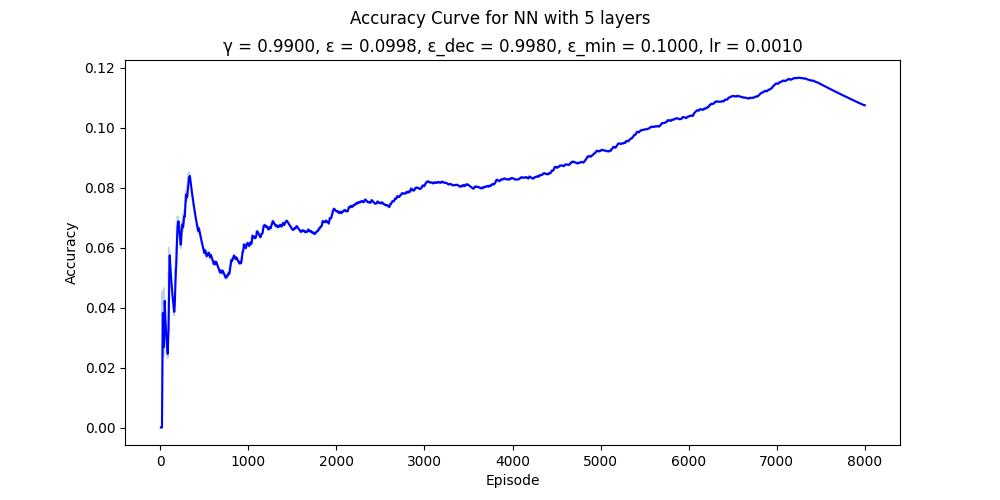 Accuracy Curve for NN with 5 layers
γ = 0.9900, ε = 0.0998, ε_dec = 0.9980, ε_min = 0.1000, lr = 0.0010
0.12
0.10
0.08
0.06
0.04
0.02
0.00
Accuracy
0 1000 2000 3000 4000 5000 6000 7000 8000
Episode